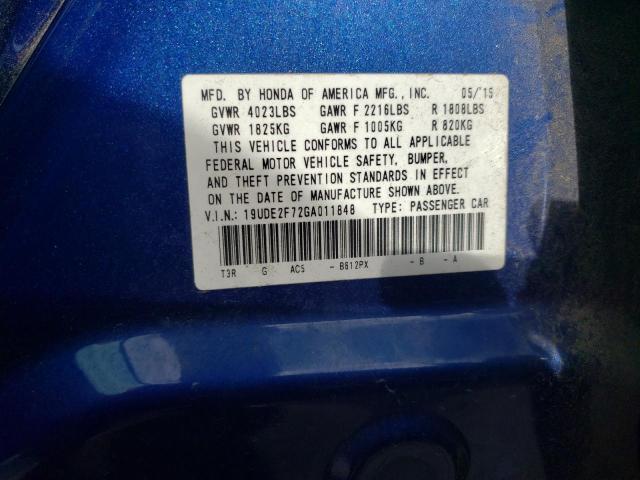 MFD. BY HONDA OF AMERICA MFG., INC. 05/'15
GVWR 4023LBS GAWR F 2216LBS R 1808LBS
GVWR 1825KG GAWR F 1005KG R 820KG
THIS VEHICLE CONFORMS TO ALL APPLICABLE
FEDERAL MOTOR VEHICLE SAFETY, BUMPER,
AND THEFT PREVENTION STANDARDS IN EFFECT
ON THE DATE OF MANUFACTURE SHOWN ABOVE.
V.I.N.: 19UDE2F72GA011848 TYPE: PASSENGER CAR
T3R G AC5 - B612PX - B - A